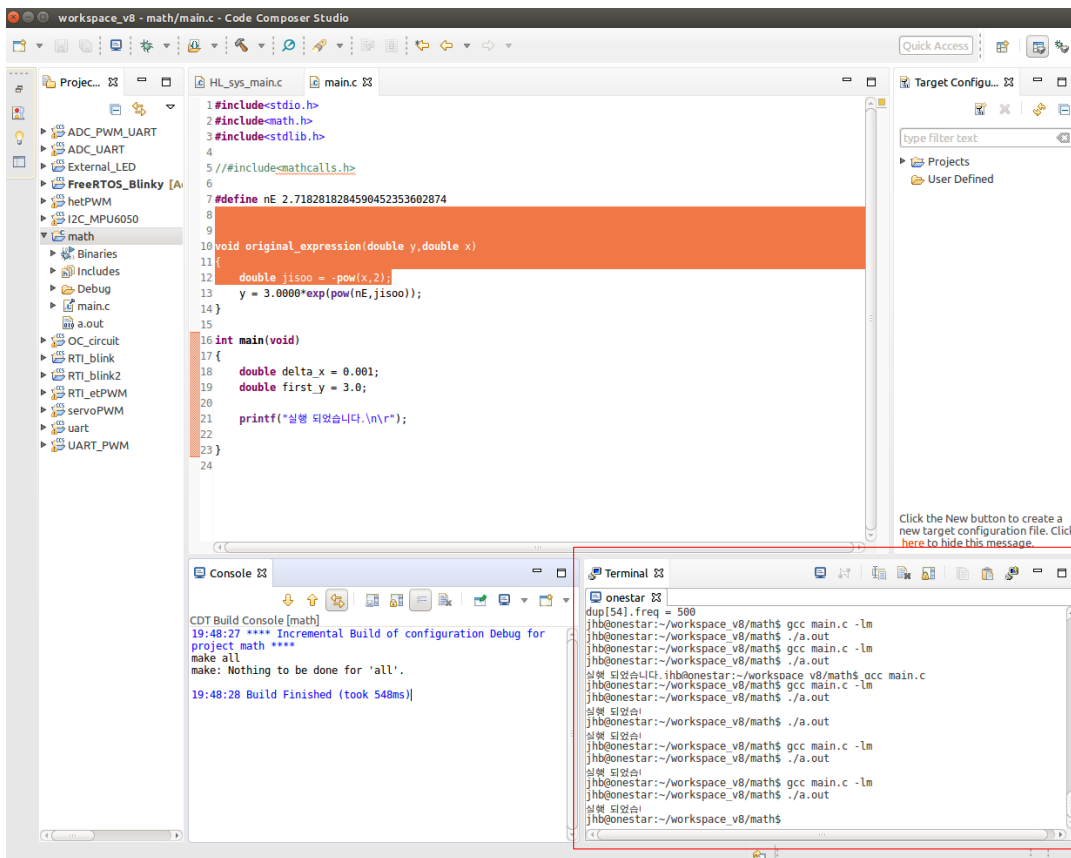 workspace_v8 - math/main.c - Code Composer Studio
Quick Access
Projec...
HL_sys_main.c
main.c
Target Configu...
ADC_PWM_UART
ADC_UART
External_LED
FreeRTOS_Blinky [A
hetPWM
I2C_MPU6050
math
Binaries
Includes
Debug
main.c
a.out
OC_circuit
RTI_blink
RTI_blink2
RTI_etPWM
servoPWM
uart
UART_PWM
1 #include<stdio.h>
2 #include<math.h>
3 #include<stdlib.h>
4
5 //#include<mathcalls.h>
6
7 #define nE 2.7182818284590452353602874
8
9
10 void original_expression(double y,double x)
11 {
12 double jisoo = -pow(x,2);
13 y = 3.0000*exp(pow(nE,jisoo));
14 }
15
16 int main(void)
17 {
18 double delta_x = 0.001;
19 double first_y = 3.0;
20
21 printf("실행 되었습니다.\n\r");
22
23 }
24
type filter text
Projects
User Defined
Click the New button to create a
new target configuration file. Click
here to hide this message.
Console
CDT Build Console [math]
19:48:27 **** Incremental Build of configuration Debug for
project math ****
make all
make: Nothing to be done for 'all'.
19:48:28 Build Finished (took 548ms)
Terminal
onestar
dup[54].freq = 500
jhb@onestar:~/workspace_v8/math$ gcc main.c -lm
jhb@onestar:~/workspace_v8/math$ ./a.out
jhb@onestar:~/workspace_v8/math$ gcc main.c -lm
jhb@onestar:~/workspace_v8/math$ ./a.out
실행 되었습니다.jhb@onestar:~/workspace_v8/math$ gcc main.c
jhb@onestar:~/workspace_v8/math$ gcc main.c -lm
jhb@onestar:~/workspace_v8/math$ ./a.out
실행 되었습
jhb@onestar:~/workspace_v8/math$ ./a.out
실행 되었습
jhb@onestar:~/workspace_v8/math$ gcc main.c -lm
jhb@onestar:~/workspace_v8/math$ ./a.out
실행 되었습
jhb@onestar:~/workspace_v8/math$ gcc main.c -lm
jhb@onestar:~/workspace_v8/math$ ./a.out
실행 되었습
jhb@onestar:~/workspace_v8/math$